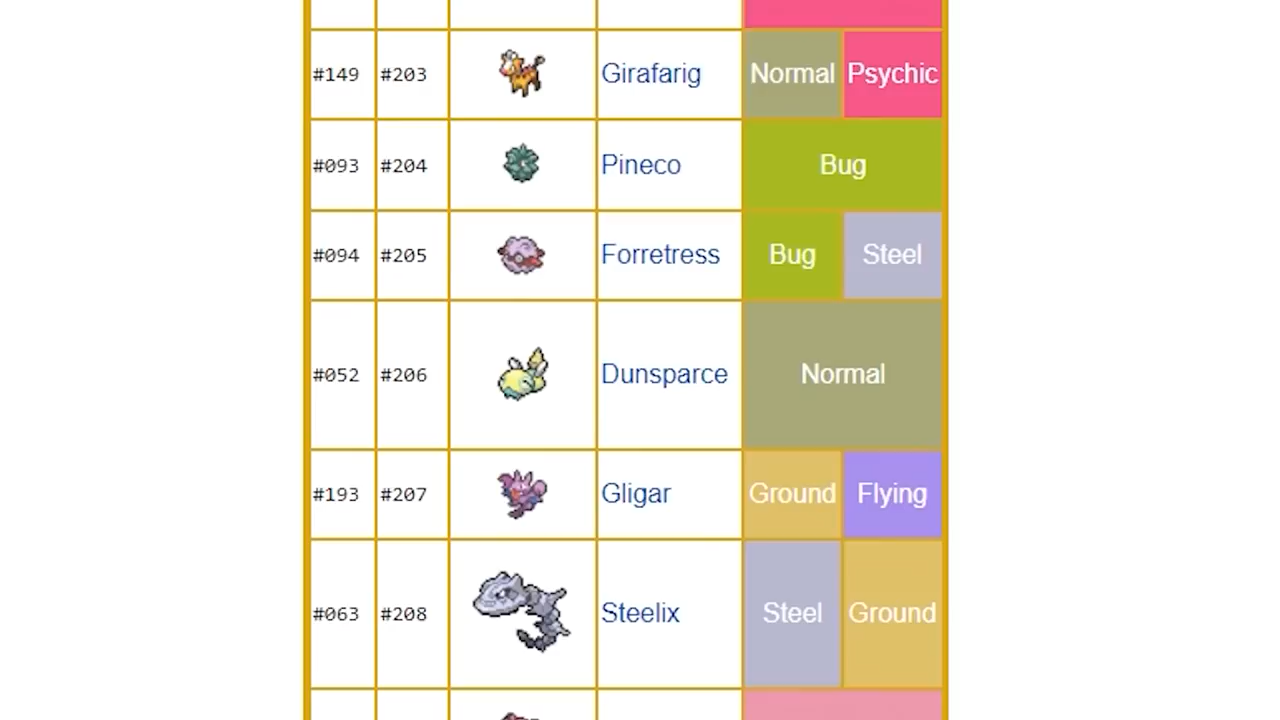 #149 #203 Girafarig Normal Psychic
#093 #204 Pineco Bug
#094 #205 Forretress Bug Steel
#052 #206 Dunsparce Normal
#193 #207 Gligar Ground Flying
#063 #208 Steelix Steel Ground